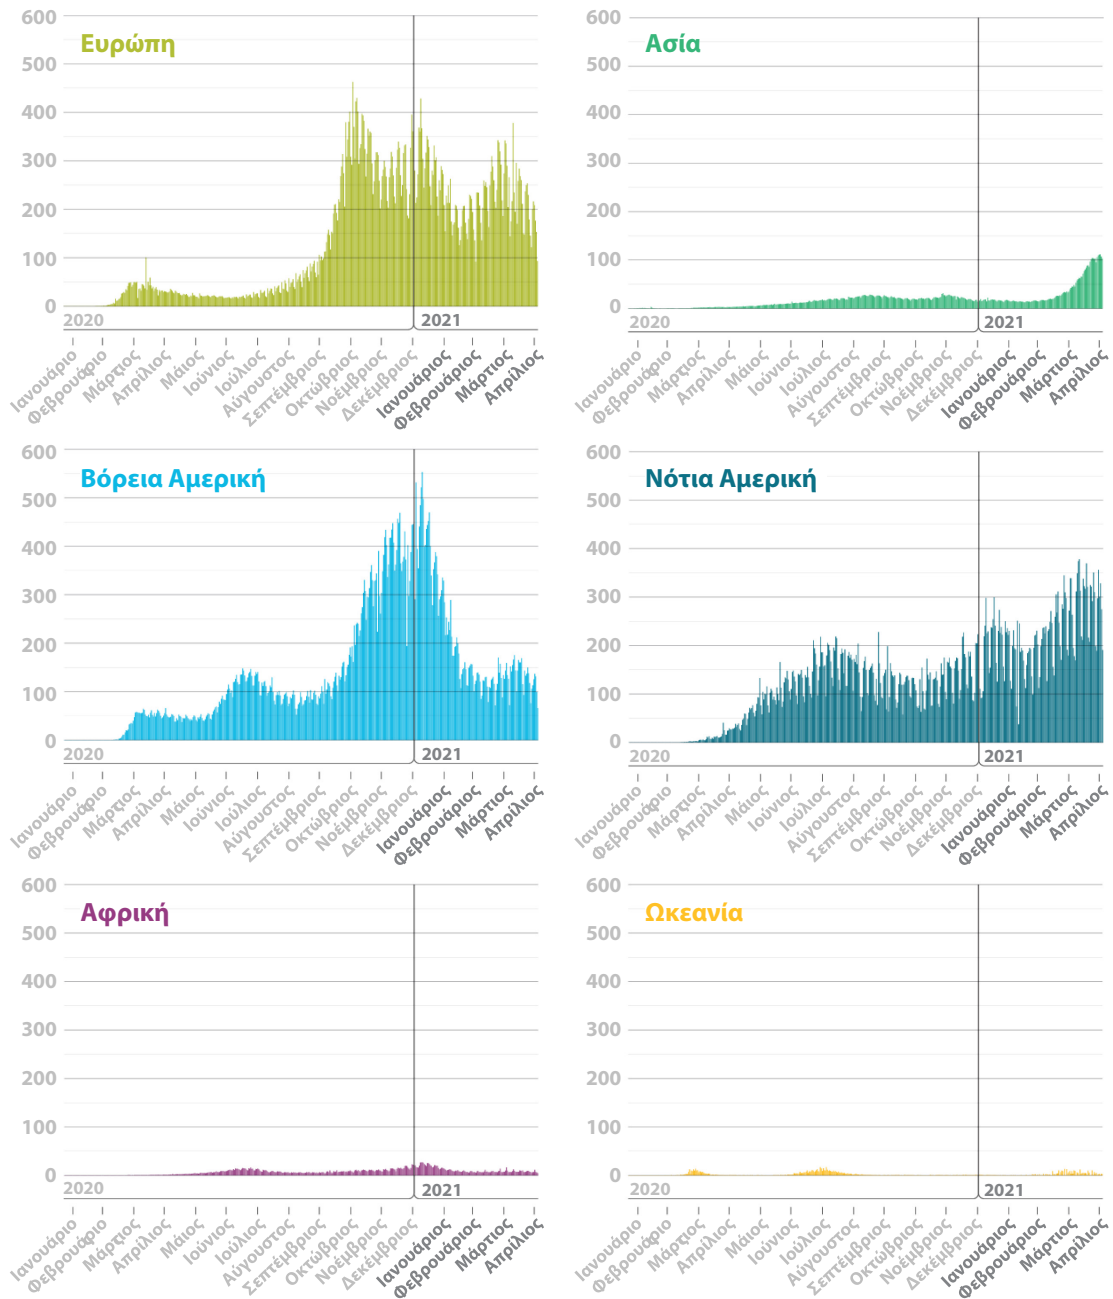 Ευρώπη
600
500
400
300
200
100
0
2020
2021
Ιανουάριο
Φεβρουάριο
Μάρτιος
Απρίλιος
Μάιος
Ιούνιος
Ιούλιος
Αύγουστος
Σεπτέμβριος
Οκτώβριος
Νοέμβριος
Δεκέμβριος
Ιανουάριος
Φεβρουάριος
Μάρτιος
Απρίλιος
Ασία
600
500
400
300
200
100
0
2020
2021
Ιανουάριο
Φεβρουάριο
Μάρτιος
Απρίλιος
Μάιος
Ιούνιος
Ιούλιος
Αύγουστος
Σεπτέμβριος
Οκτώβριος
Νοέμβριος
Δεκέμβριος
Ιανουάριος
Φεβρουάριος
Μάρτιος
Απρίλιος
Βόρεια Αμερική
600
500
400
300
200
100
0
2020
2021
Ιανουάριο
Φεβρουάριο
Μάρτιος
Απρίλιος
Μάιος
Ιούνιος
Ιούλιος
Αύγουστος
Σεπτέμβριος
Οκτώβριος
Νοέμβριος
Δεκέμβριος
Ιανουάριος
Φεβρουάριος
Μάρτιος
Απρίλιος
Νότια Αμερική
600
500
400
300
200
100
0
2020
2021
Ιανουάριο
Φεβρουάριο
Μάρτιος
Απρίλιος
Μάιος
Ιούνιος
Ιούλιος
Αύγουστος
Σεπτέμβριος
Οκτώβριος
Νοέμβριος
Δεκέμβριος
Ιανουάριος
Φεβρουάριος
Μάρτιος
Απρίλιος
Αφρική
600
500
400
300
200
100
0
2020
2021
Ιανουάριο
Φεβρουάριο
Μάρτιος
Απρίλιος
Μάιος
Ιούνιος
Ιούλιος
Αύγουστος
Σεπτέμβριος
Οκτώβριος
Νοέμβριος
Δεκέμβριος
Ιανουάριος
Φεβρουάριος
Μάρτιος
Απρίλιος
Ωκεανία
600
500
400
300
200
100
0
2020
2021
Ιανουάριο
Φεβρουάριο
Μάρτιος
Απρίλιος
Μάιος
Ιούνιος
Ιούλιος
Αύγουστος
Σεπτέμβριος
Οκτώβριος
Νοέμβριος
Δεκέμβριος
Ιανουάριος
Φεβρουάριος
Μάρτιος
Απρίλιος